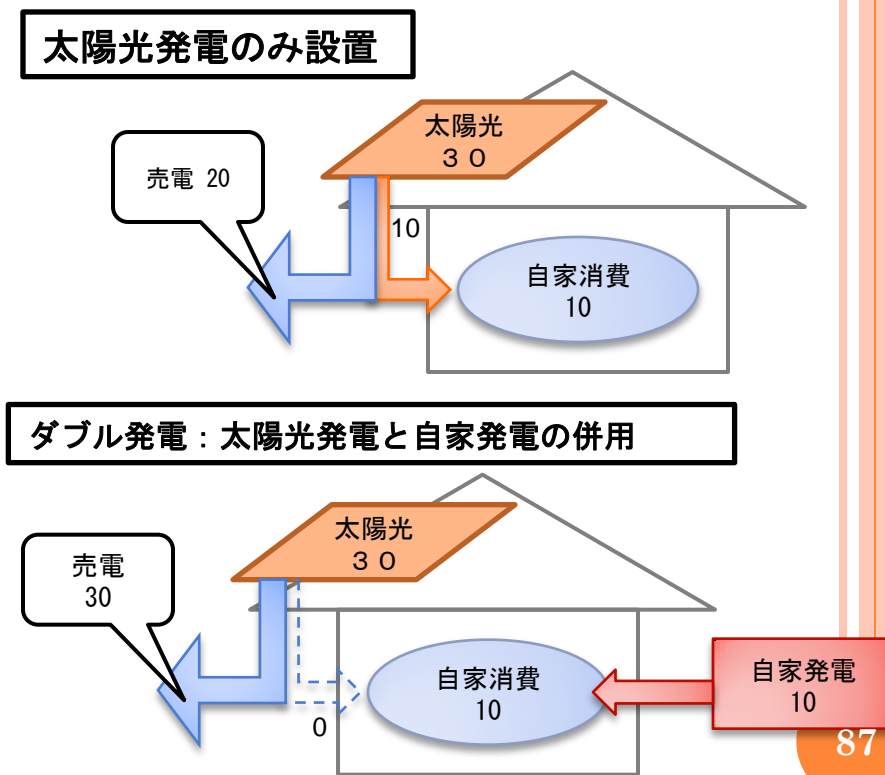 太陽光発電のみ設置
太陽光
３０
売電 20
10
自家消費
10
ダブル発電：太陽光発電と自家発電の併用
太陽光
３０
売電
30
自家消費
10
0
自家発電
10
87